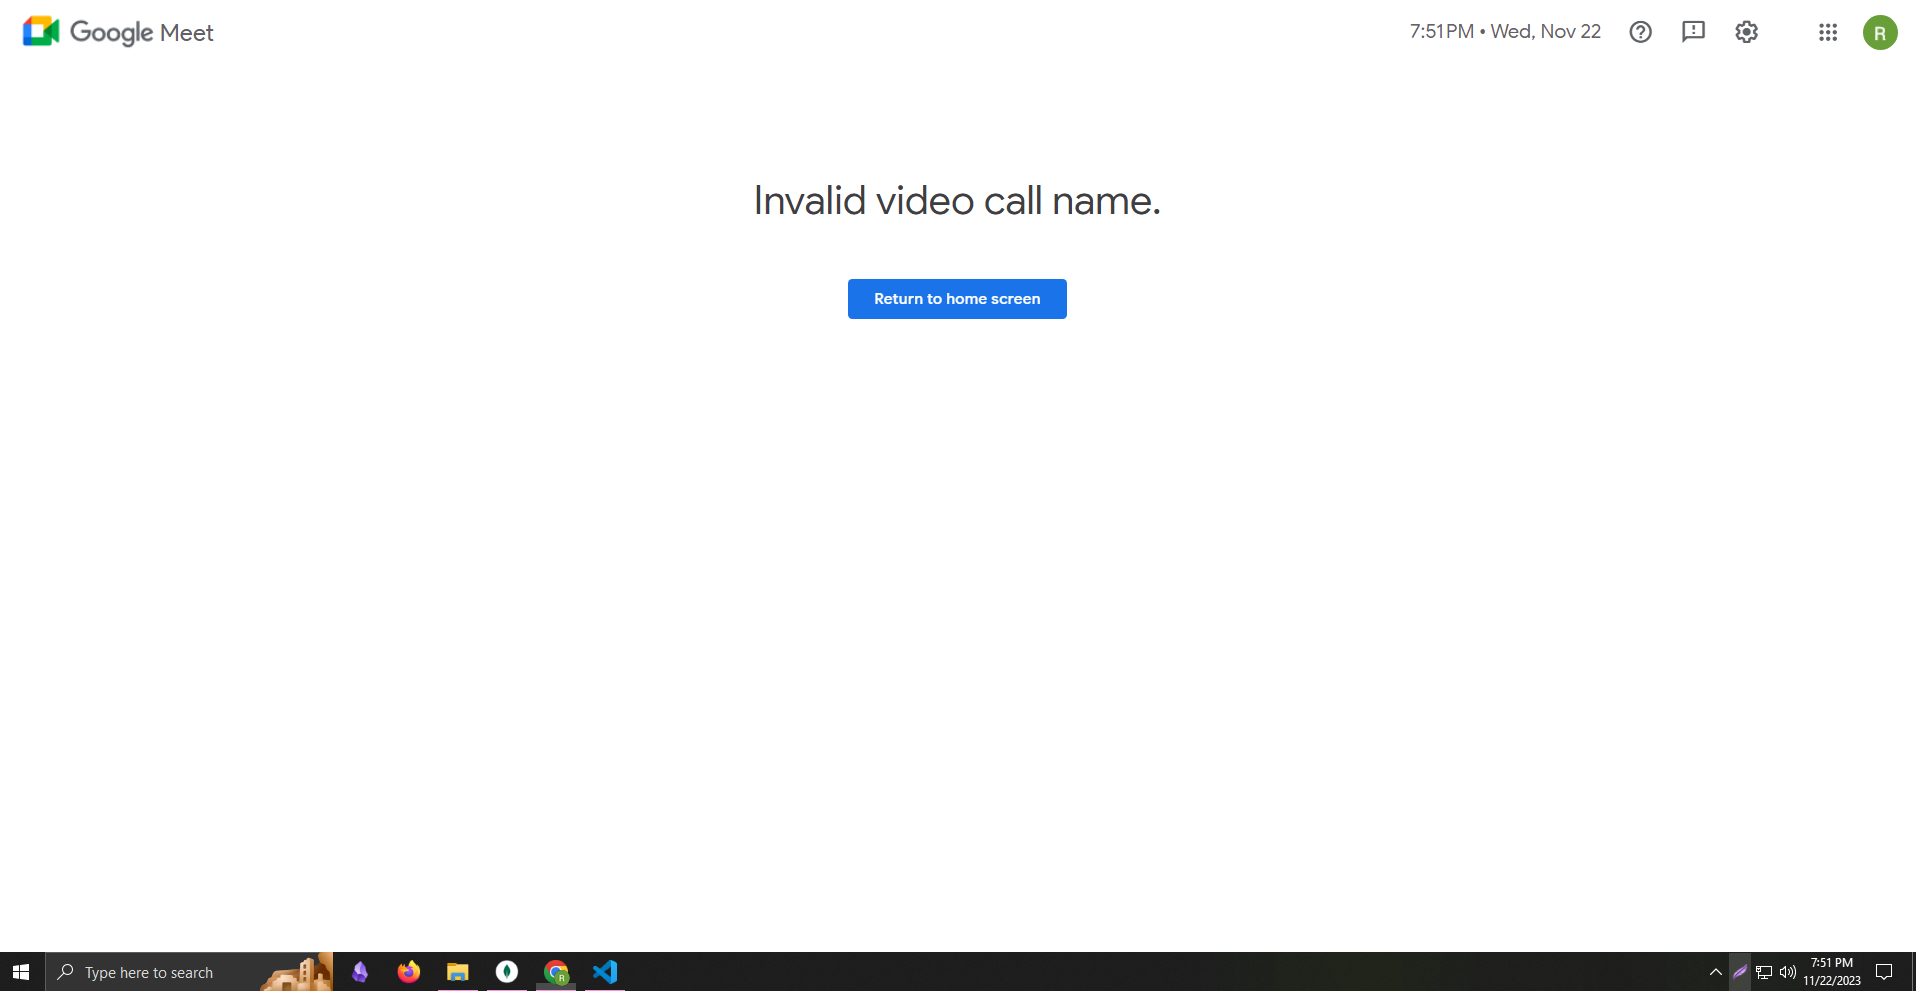 Google Meet
7:51 PM • Wed, Nov 22
R
Invalid video call name.
Return to home screen
Type here to search
R
7:51 PM
11/22/2023